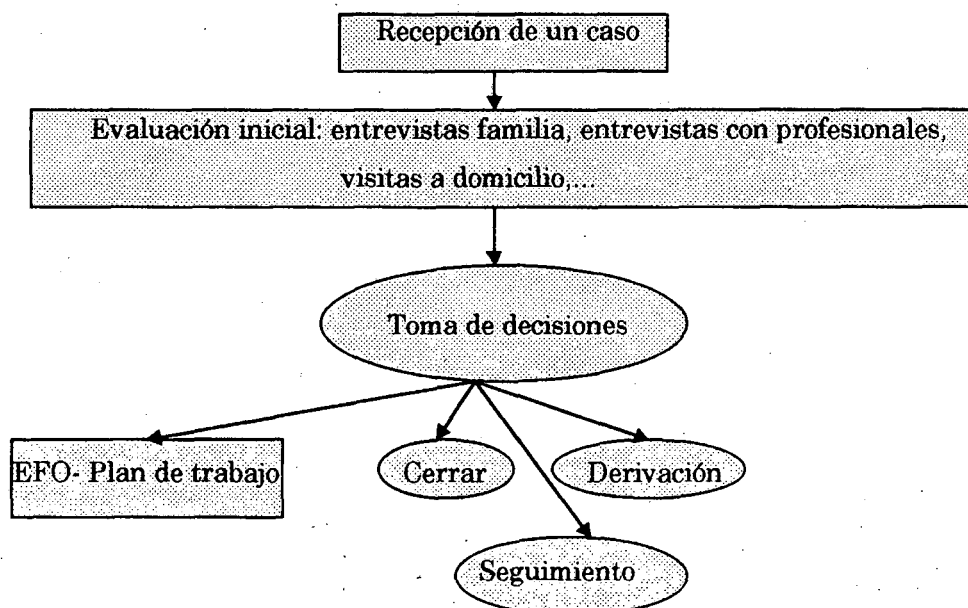 Recepción de un caso
Evaluación inicial: entrevistas familia, entrevistas con profesionales,
visitas a domicilio,...
Toma de decisiones
EFO- Plan de trabajo
Cerrar
Derivación
Seguimiento